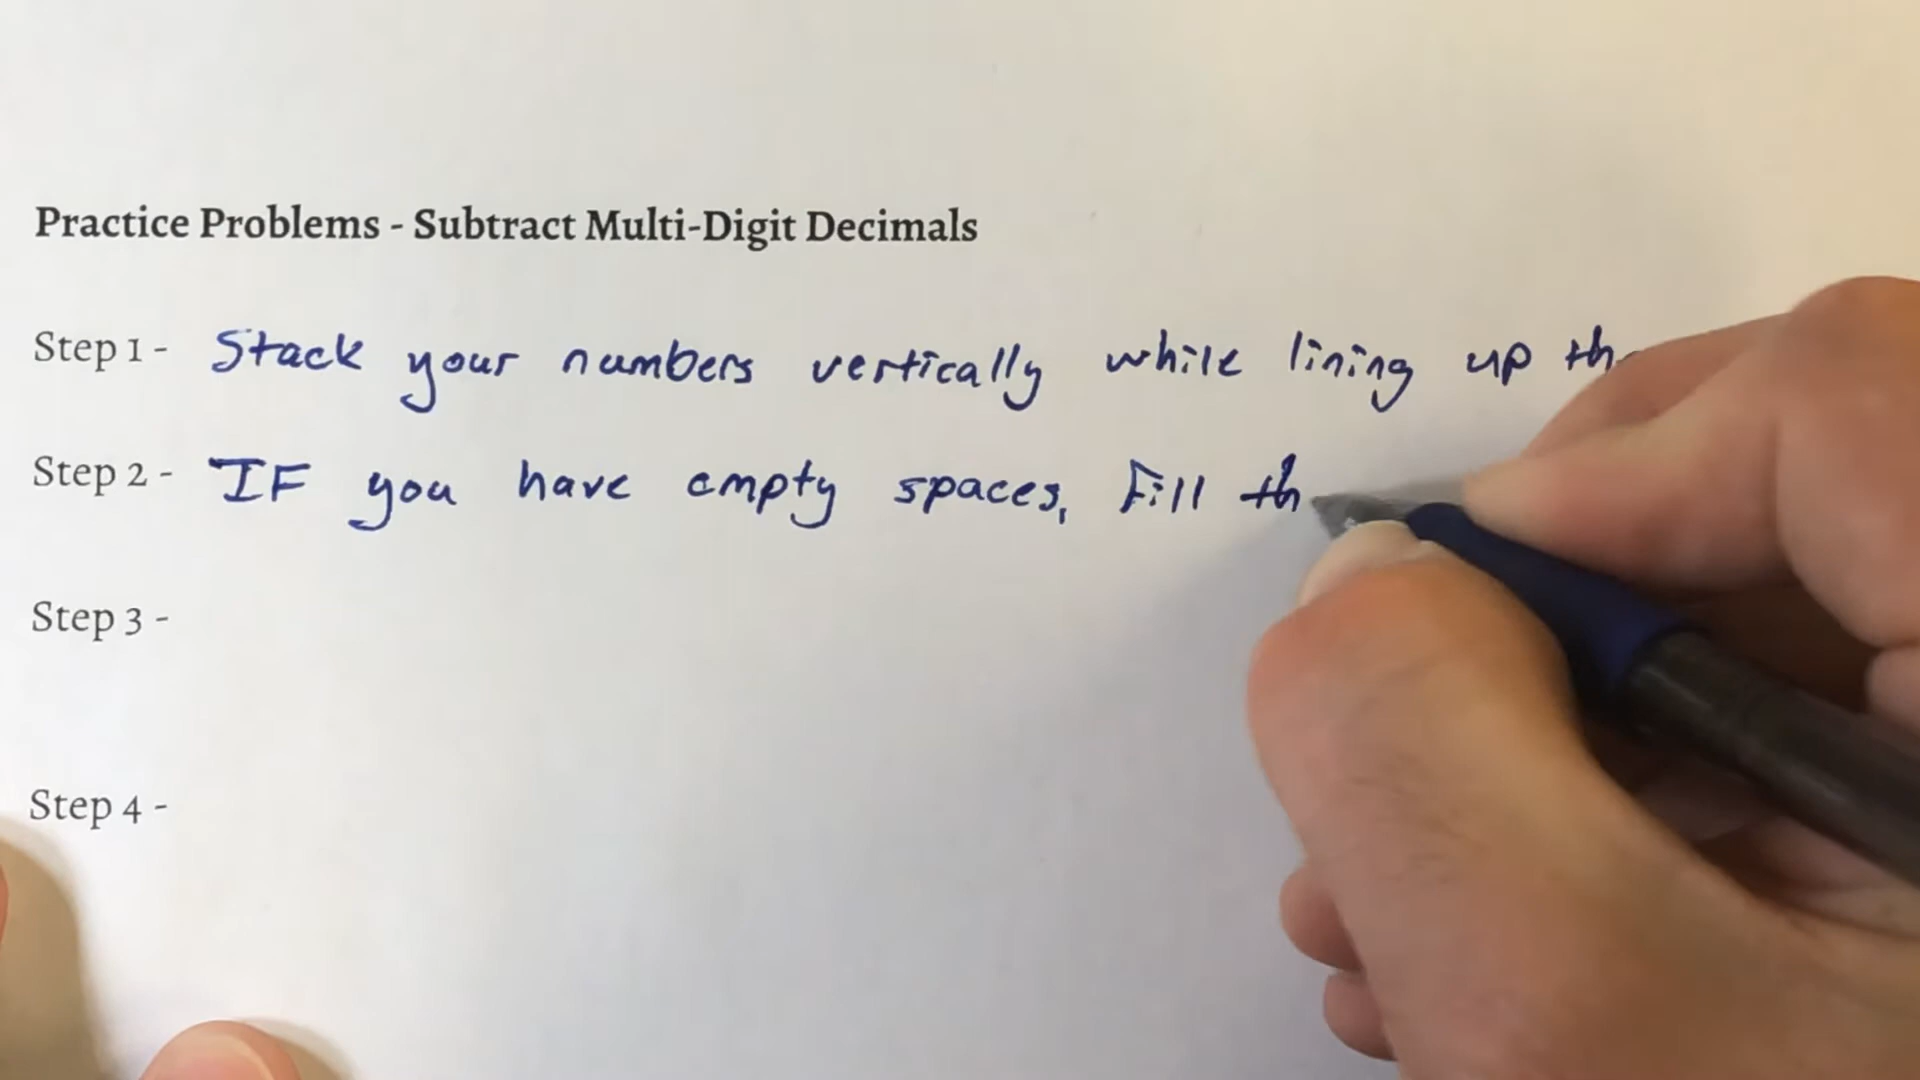 Practice Problems - Subtract Multi-Digit Decimals
Step 1 - Stack your numbers vertically while lining up
Step 2 - IF you have empty spaces, Fill th
Step 3 -
Step 4 -